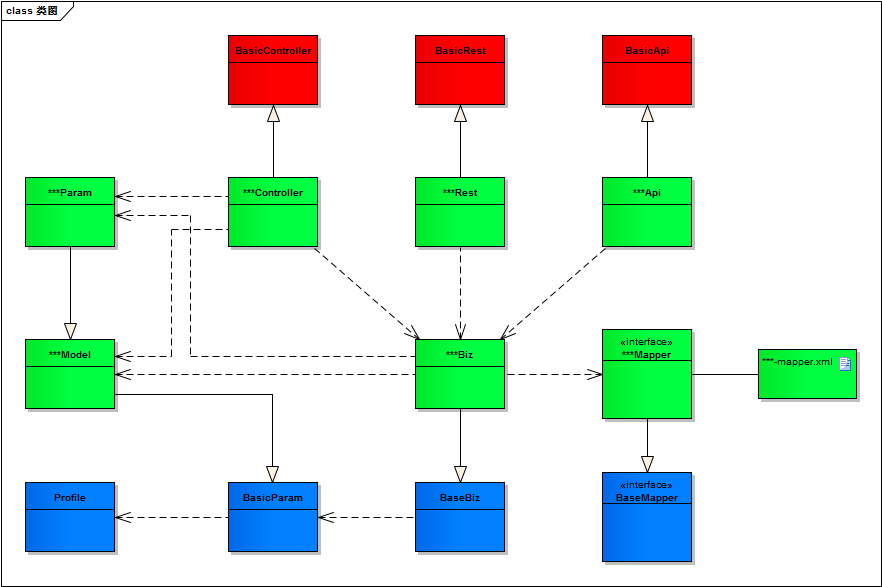 class 类图
BasicController
BasicRest
BasicApi
***Param
***Controller
***Rest
***Api
***Model
***Biz
«interface»
***Mapper
***-mapper.xml
Profile
BasicParam
BaseBiz
«interface»
BaseMapper